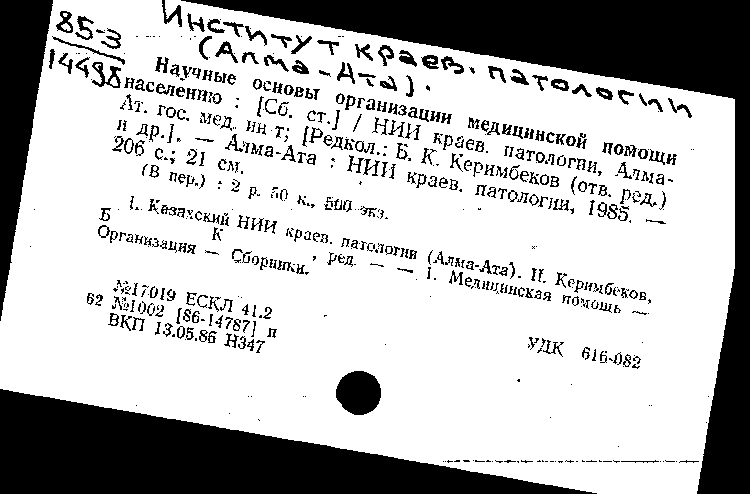 85-3
14498
Институт краев. патологии
(Алма-Ата).
Научные основы организации медицинской помощи
населению : [Сб. ст.] / НИИ краев. патологии, Алма-
Ат. гос. мед. ин-т; [Редкол.: Б. К. Керимбеков (отв. ред.)
и др.]. — Алма-Ата : НИИ краев. патологии, 1985. —
206 с.; 21 см.
(В пер.) : 2 р. 50 к., 500 экз.
1. Казахский НИИ краев. патологии (Алма-Ата). II. Керимбеков,
Б К , ред. — — 1. Медицинская помощь —
Организация — Сборники.
№17019 ЕСКЛ 41.2
62 №1002 [86-14787] п
ВКП 13.05.86 Н347
УДК 616-082